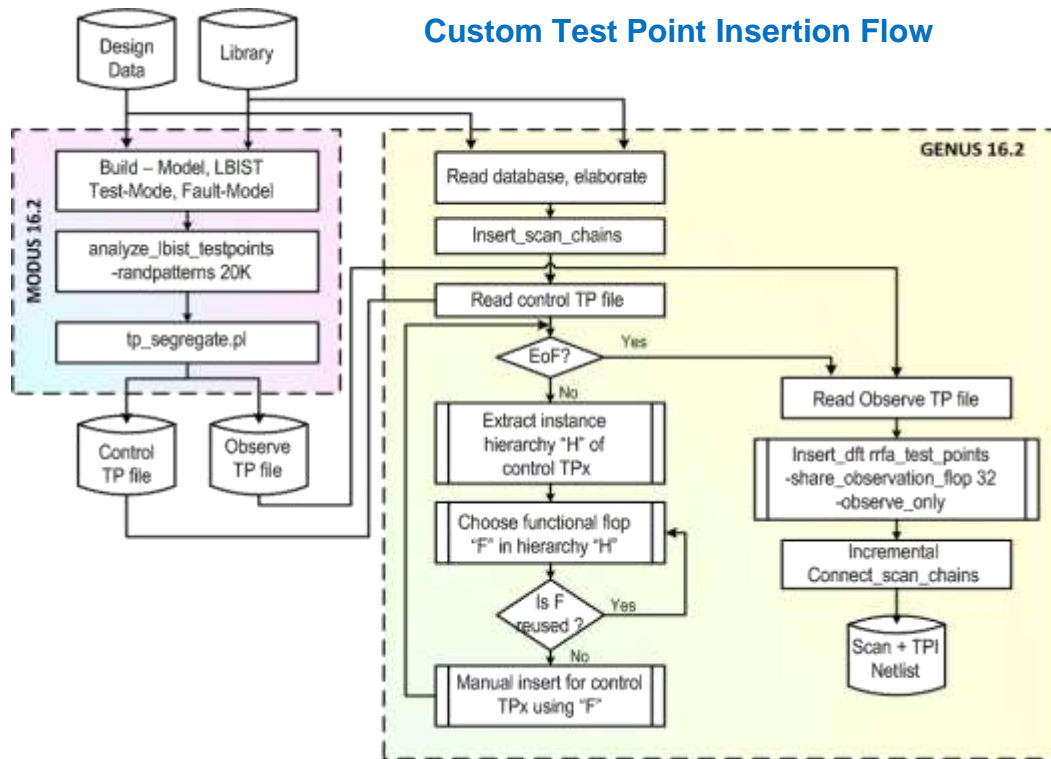 Custom Test Point Insertion Flow
Design
Data
Library
MODUS 16.2
Build – Model, LBIST
Test-Mode, Fault-Model
analyze_lbist_testpoints
-randpatterns 20K
tp_segregate.pl
Control
TP file
Observe
TP file
GENUS 16.2
Read database, elaborate
Insert_scan_chains
Read control TP file
EoF?
Yes
No
Extract instance
hierarchy "H" of
control TPx
Choose functional flop
"F" in hierarchy "H"
Is F
reused ?
Yes
No
Manual insert for control
TPx using "F"
Read Observe TP file
Insert_dft rrfa_test_points
-share_observation_flop 32
-observe_only
Incremental
Connect_scan_chains
Scan + TPI
Netlist